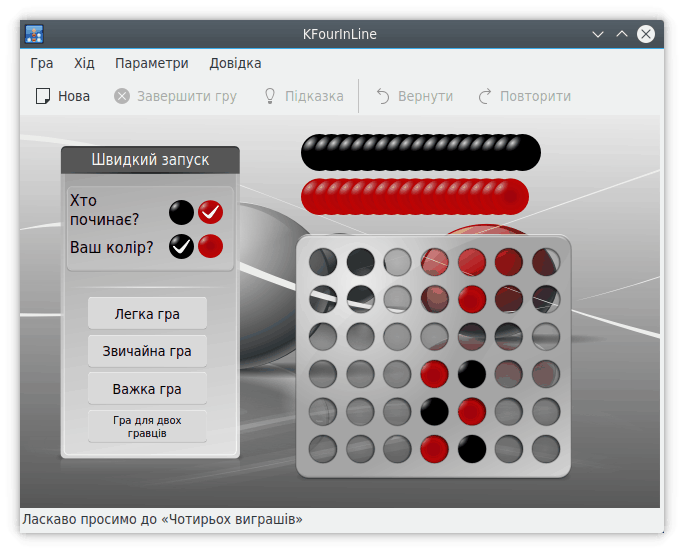 KFourInLine
Гра Хід Параметри Довідка
Нова Завершити гру Підказка Вернути Повторити
Швидкий запуск
Хто
починає?
Ваш колір?
Легка гра
Звичайна гра
Важка гра
Гра для двох
гравців
Ласкаво просимо до «Чотирьох виграшів»